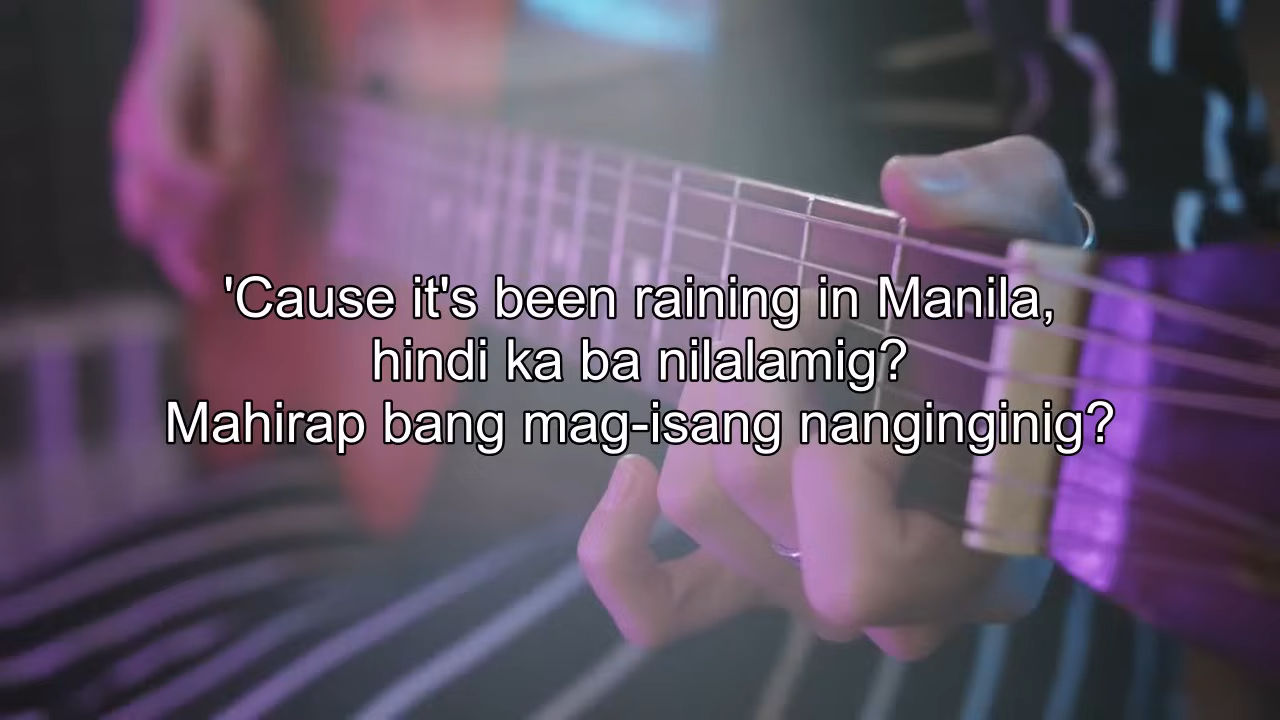 'Cause it's been raining in Manila,
hindi ka ba nilalamig?
Mahirap bang mag-isang nanginginig?